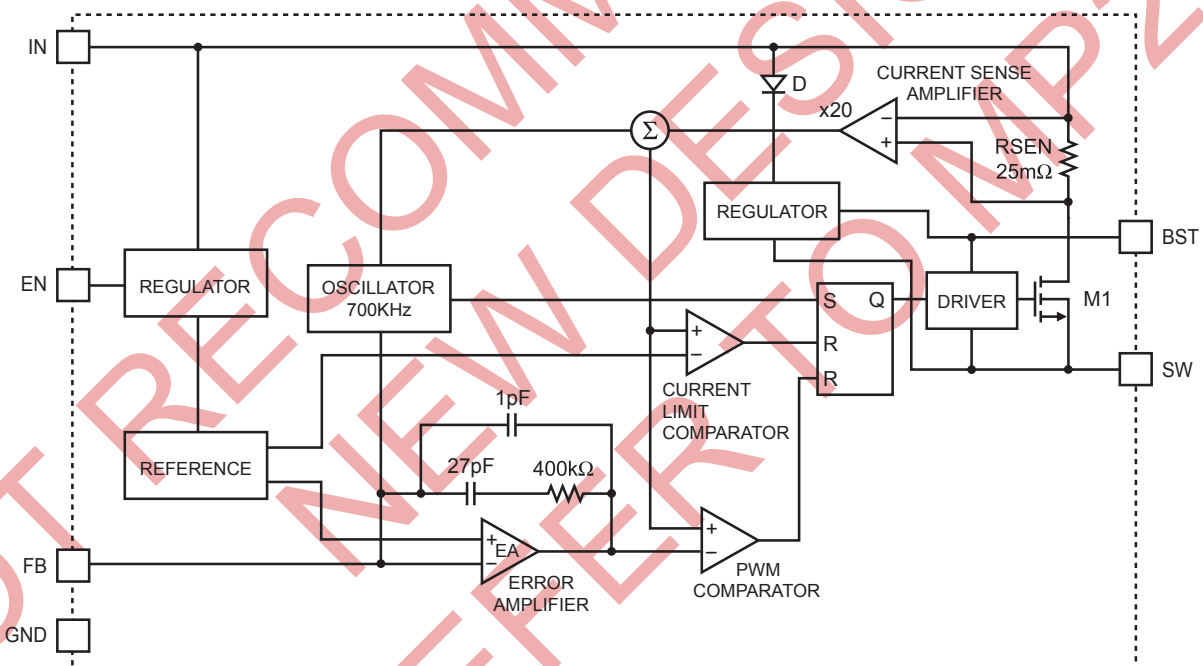 IN
D
CURRENT SENSE
AMPLIFIER
x20
Σ
−
+
RSEN
25mΩ
REGULATOR
BST
EN
REGULATOR
OSCILLATOR
700KHz
S
Q
DRIVER
M1
+
−
R
SW
R
CURRENT
LIMIT
COMPARATOR
1pF
REFERENCE
27pF
400kΩ
+
−
EA
+
−
FB
ERROR
AMPLIFIER
PWM
COMPARATOR
GND